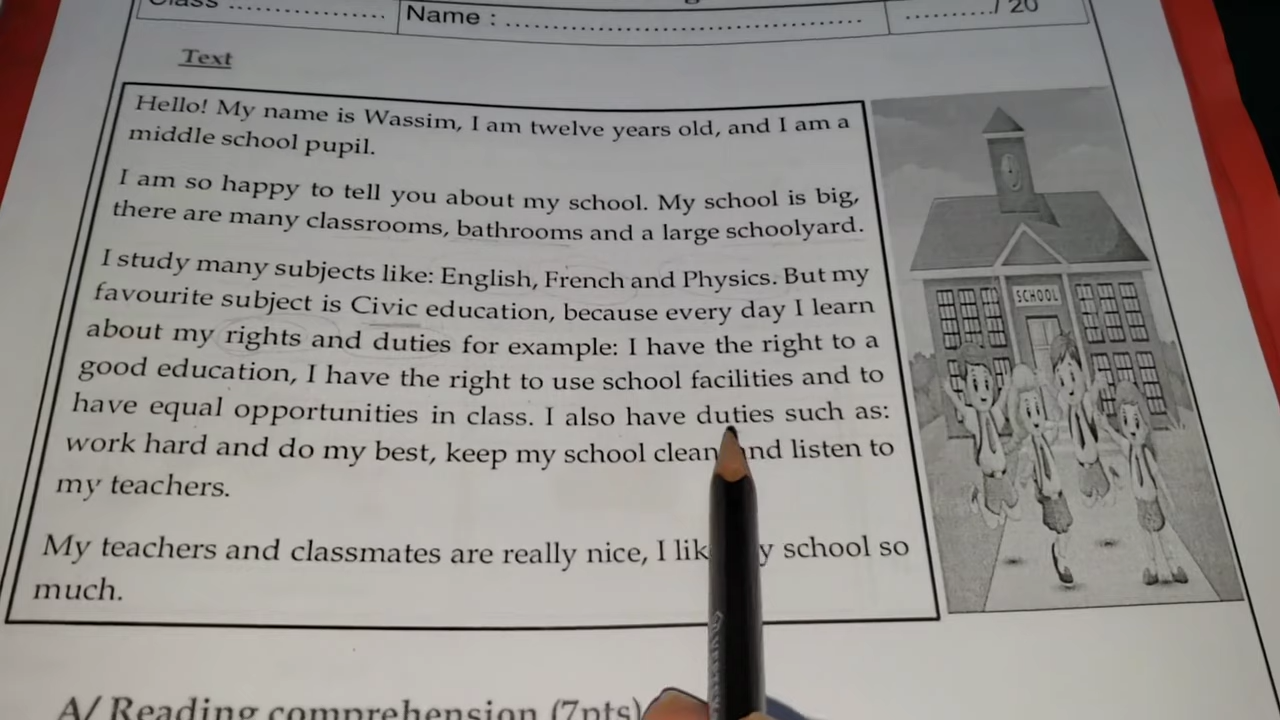 Class ..................
Name : ..........................................
........../ 20
Text
Hello! My name is Wassim, I am twelve years old, and I am a
middle school pupil.
I am so happy to tell you about my school. My school is big,
there are many classrooms, bathrooms and a large schoolyard.
I study many subjects like: English, French and Physics. But my
favourite subject is Civic education, because every day I learn
about my rights and duties for example: I have the right to a
good education, I have the right to use school facilities and to
have equal opportunities in class. I also have duties such as:
work hard and do my best, keep my school clean and listen to
my teachers.
My teachers and classmates are really nice, I like my school so
much.
SCHOOL
A/ Reading comprehension (7pts)